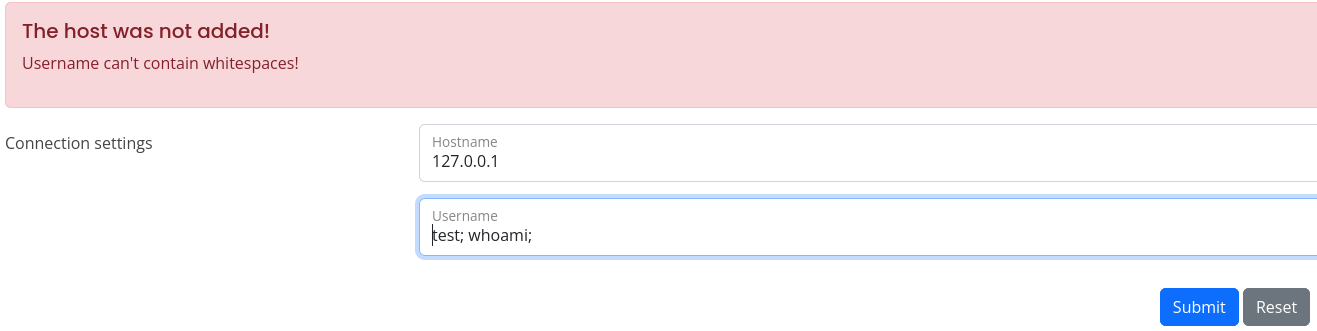 The host was not added!
Username can't contain whitespaces!
Connection settings
Hostname
127.0.0.1
Username
test; whoami;
Submit
Reset